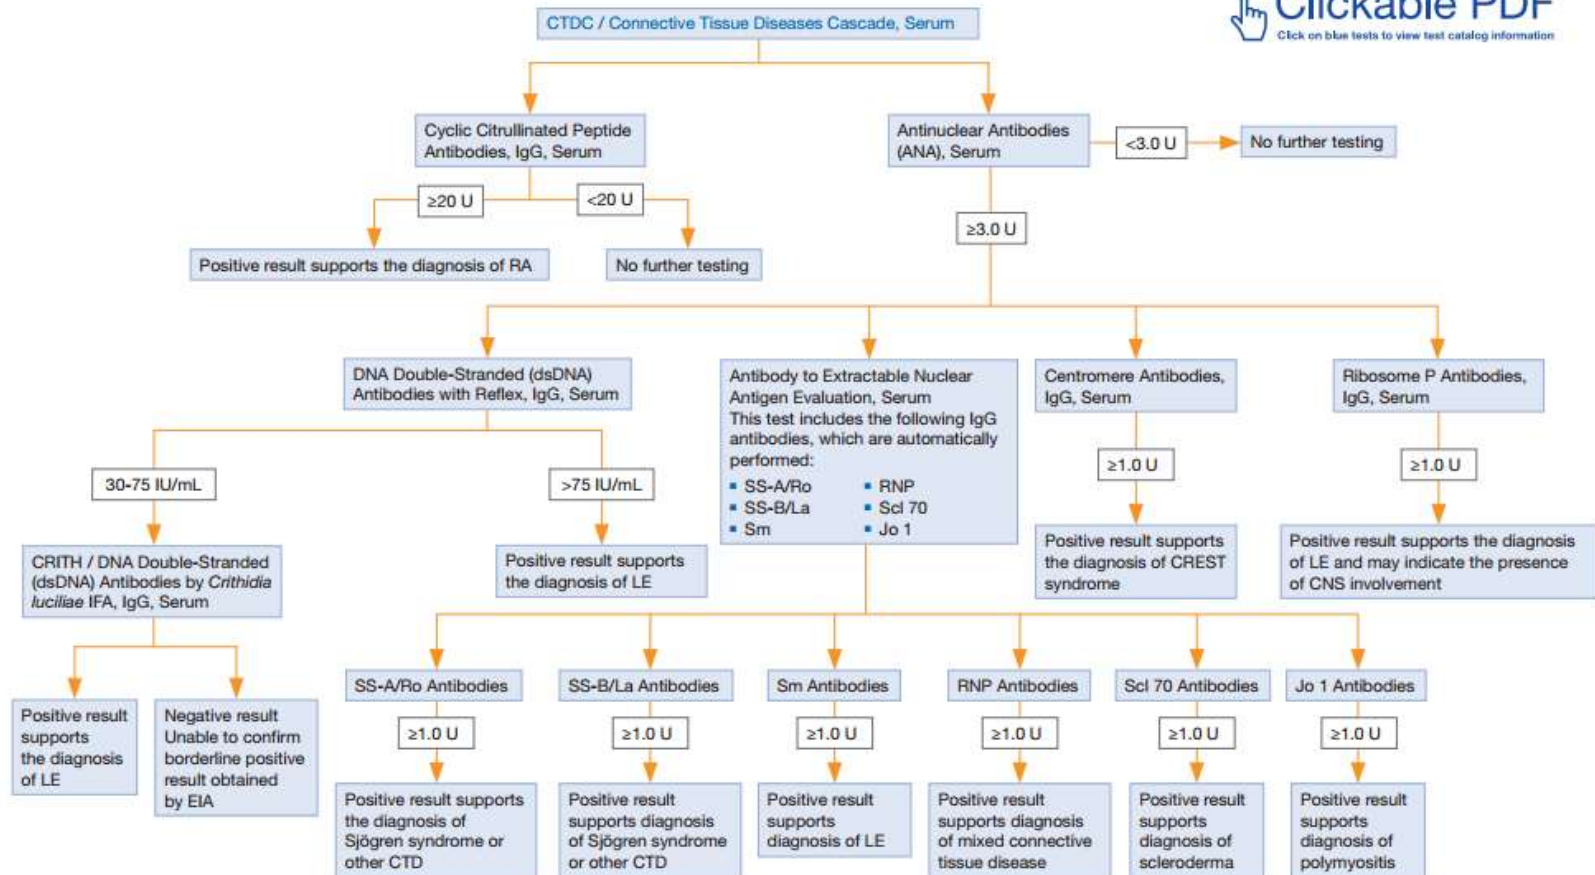 CTDC / Connective Tissue Diseases Cascade, Serum
Clickable PDF
Click on blue tests to view test catalog information
Cyclic Citrullinated Peptide
Antibodies, IgG, Serum
Antinuclear Antibodies
(ANA), Serum
<3.0 U
No further testing
≥20 U
<20 U
≥3.0 U
Positive result supports the diagnosis of RA
No further testing
DNA Double-Stranded (dsDNA)
Antibodies with Reflex, IgG, Serum
Antibody to Extractable Nuclear
Antigen Evaluation, Serum
This test includes the following IgG
antibodies, which are automatically
performed:
▪ SS-A/Ro
▪ SS-B/La
▪ Sm
▪ RNP
▪ Scl 70
▪ Jo 1
Centromere Antibodies,
IgG, Serum
Ribosome P Antibodies,
IgG, Serum
30-75 IU/mL
>75 IU/mL
≥1.0 U
≥1.0 U
CRITH / DNA Double-Stranded
(dsDNA) Antibodies by Crithidia
luciliae IFA, IgG, Serum
Positive result supports
the diagnosis of LE
Positive result supports
the diagnosis of CREST
syndrome
Positive result supports the diagnosis
of LE and may indicate the presence
of CNS involvement
Positive result
supports
the diagnosis
of LE
Negative result
Unable to confirm
borderline positive
result obtained
by EIA
SS-A/Ro Antibodies
SS-B/La Antibodies
Sm Antibodies
RNP Antibodies
Scl 70 Antibodies
Jo 1 Antibodies
≥1.0 U
≥1.0 U
≥1.0 U
≥1.0 U
≥1.0 U
≥1.0 U
Positive result supports
the diagnosis of
Sjögren syndrome or
other CTD
Positive result
supports diagnosis
of Sjögren syndrome
or other CTD
Positive result
supports
diagnosis of LE
Positive result
supports diagnosis
of mixed connective
tissue disease
Positive result
supports
diagnosis of
scleroderma
Positive result
supports
diagnosis of
polymyositis